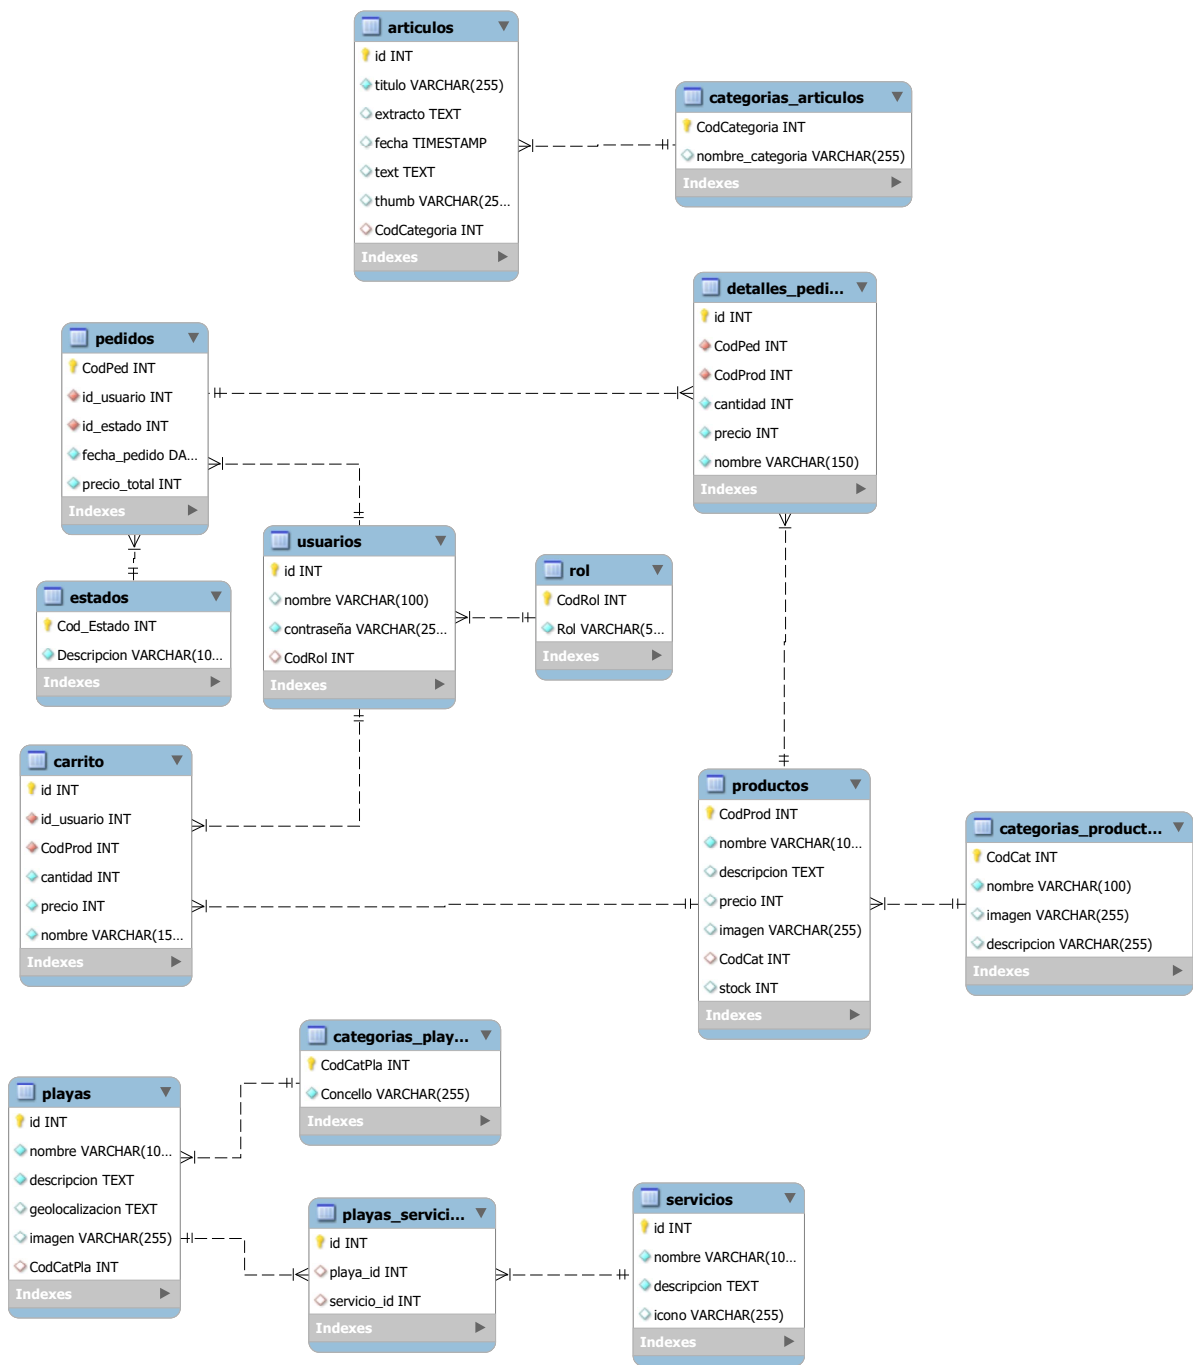 articulos
id INT
titulo VARCHAR(255)
extracto TEXT
fecha TIMESTAMP
text TEXT
thumb VARCHAR(25...
CodCategoria INT
Indexes
categorias_articulos
CodCategoria INT
nombre_categoria VARCHAR(255)
Indexes
detalles_pedi...
id INT
CodPed INT
CodProd INT
cantidad INT
precio INT
nombre VARCHAR(150)
Indexes
pedidos
CodPed INT
id_usuario INT
id_estado INT
fecha_pedido DA...
precio_total INT
Indexes
usuarios
id INT
nombre VARCHAR(100)
contraseña VARCHAR(25...
CodRol INT
Indexes
rol
CodRol INT
Rol VARCHAR(5...
Indexes
estados
Cod_Estado INT
Descripcion VARCHAR(10...
Indexes
carrito
id INT
id_usuario INT
CodProd INT
cantidad INT
precio INT
nombre VARCHAR(15...
Indexes
productos
CodProd INT
nombre VARCHAR(10...
descripcion TEXT
precio INT
imagen VARCHAR(255)
CodCat INT
stock INT
Indexes
categorias_product...
CodCat INT
nombre VARCHAR(100)
imagen VARCHAR(255)
descripcion VARCHAR(255)
Indexes
categorias_play...
CodCatPla INT
Concello VARCHAR(255)
Indexes
playas
id INT
nombre VARCHAR(10...
descripcion TEXT
geolocalizacion TEXT
imagen VARCHAR(255)
CodCatPla INT
Indexes
playas_servici...
id INT
playa_id INT
servicio_id INT
Indexes
servicios
id INT
nombre VARCHAR(10...
descripcion TEXT
icono VARCHAR(255)
Indexes